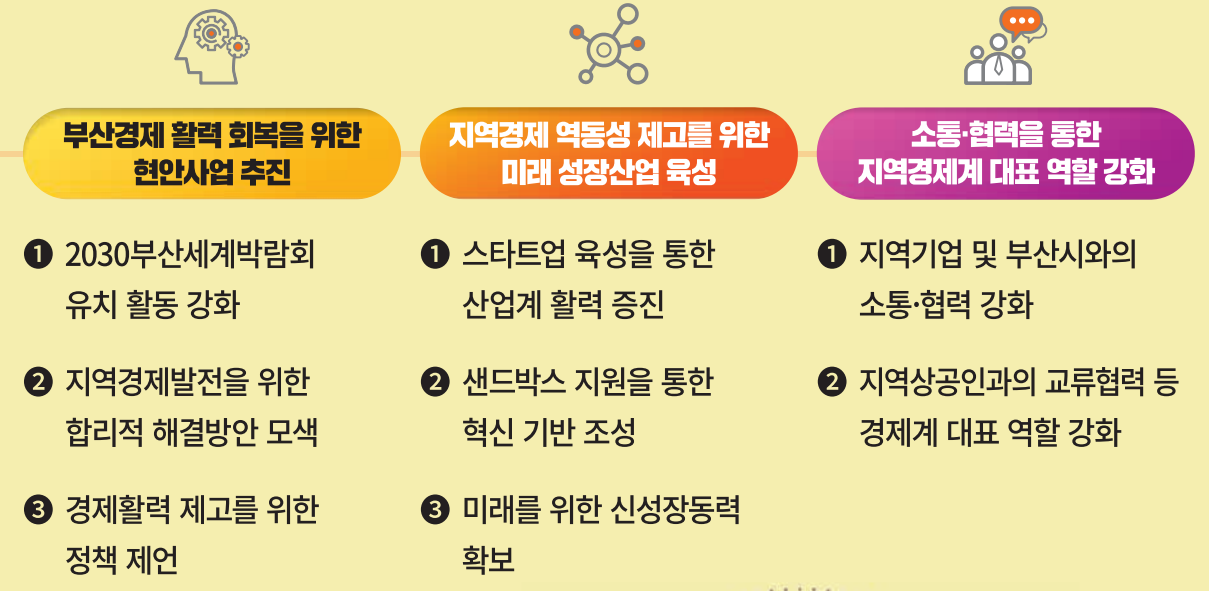 부산경제 활력 회복을 위한
현안사업 추진
❶ 2030부산세계박람회
유치 활동 강화
❷ 지역경제발전을 위한
합리적 해결방안 모색
❸ 경제활력 제고를 위한
정책 제언
지역경제 역동성 제고를 위한
미래 성장산업 육성
❶ 스타트업 육성을 통한
산업계 활력 증진
❷ 샌드박스 지원을 통한
혁신 기반 조성
❸ 미래를 위한 신성장동력
확보
소통·협력을 통한
지역경제계 대표 역할 강화
❶ 지역기업 및 부산시와의
소통·협력 강화
❷ 지역상공인과의 교류협력 등
경제계 대표 역할 강화